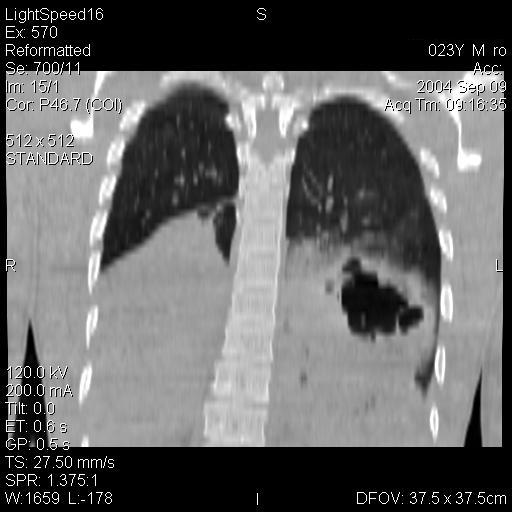 LightSpeed16
Ex: 570
Reformatted
Se: 700/11
Im: 15/1
Cor: P46.7 (COI)
512 x 512
STANDARD
S
023Y M ro
Acc:
2004 Sep 09
Acq Tm: 09:16:35
R
L
120.0 kV
200.0 mA
Tilt: 0.0
ET: 0.6 s
GP: 0.5 s
TS: 27.50 mm/s
SPR: 1.375:1
W:1659 L:-178
I
DFOV: 37.5 x 37.5cm